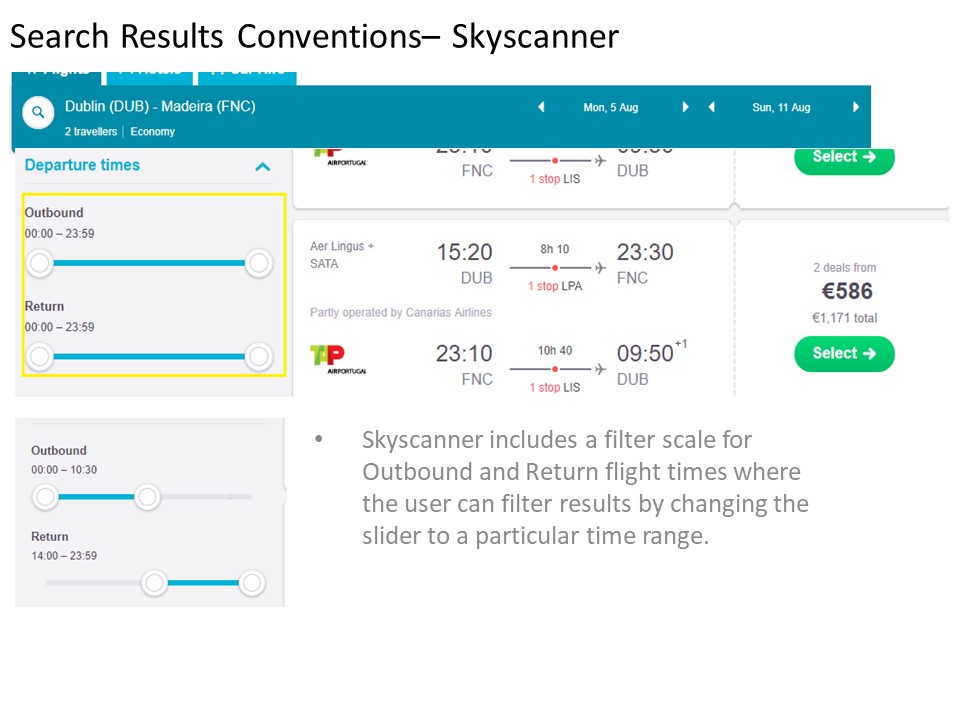 Search Results Conventions– Skyscanner
Flights Hotels Car Hire
Dublin (DUB) - Madeira (FNC)
2 travellers | Economy
Mon, 5 Aug
Sun, 11 Aug
Departure times
Outbound
00:00 – 23:59
Return
00:00 – 23:59
AIRPORTUGAL
FNC
1 stop LIS
DUB
Select →
Aer Lingus +
SATA
15:20
DUB
8h 10
1 stop LPA
23:30
FNC
Partly operated by Canarias Airlines
TAP
AIRPORTUGAL
23:10
FNC
10h 40
1 stop LIS
09:50+1
DUB
2 deals from
€586
€1,171 total
Select →
Outbound
00:00 – 10:30
Return
14:00 – 23:59
• Skyscanner includes a filter scale for
Outbound and Return flight times where
the user can filter results by changing the
slider to a particular time range.